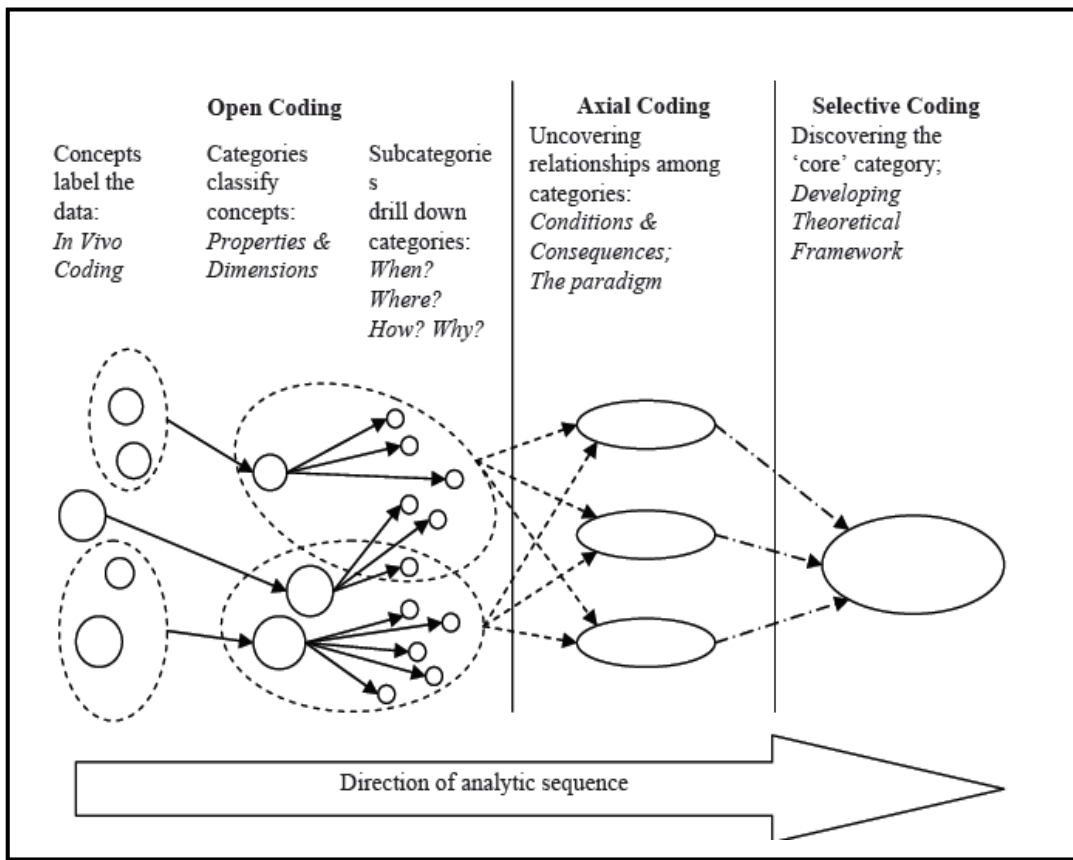 Open Coding
Concepts
label the
data:
In Vivo
Coding
Categories
classify
concepts:
Properties &
Dimensions
Subcategorie
s
drill down
categories:
When?
Where?
How? Why?
Axial Coding
Uncovering
relationships among
categories:
Conditions &
Consequences;
The paradigm
Selective Coding
Discovering the
‘core’ category;
Developing
Theoretical
Framework
Direction of analytic sequence